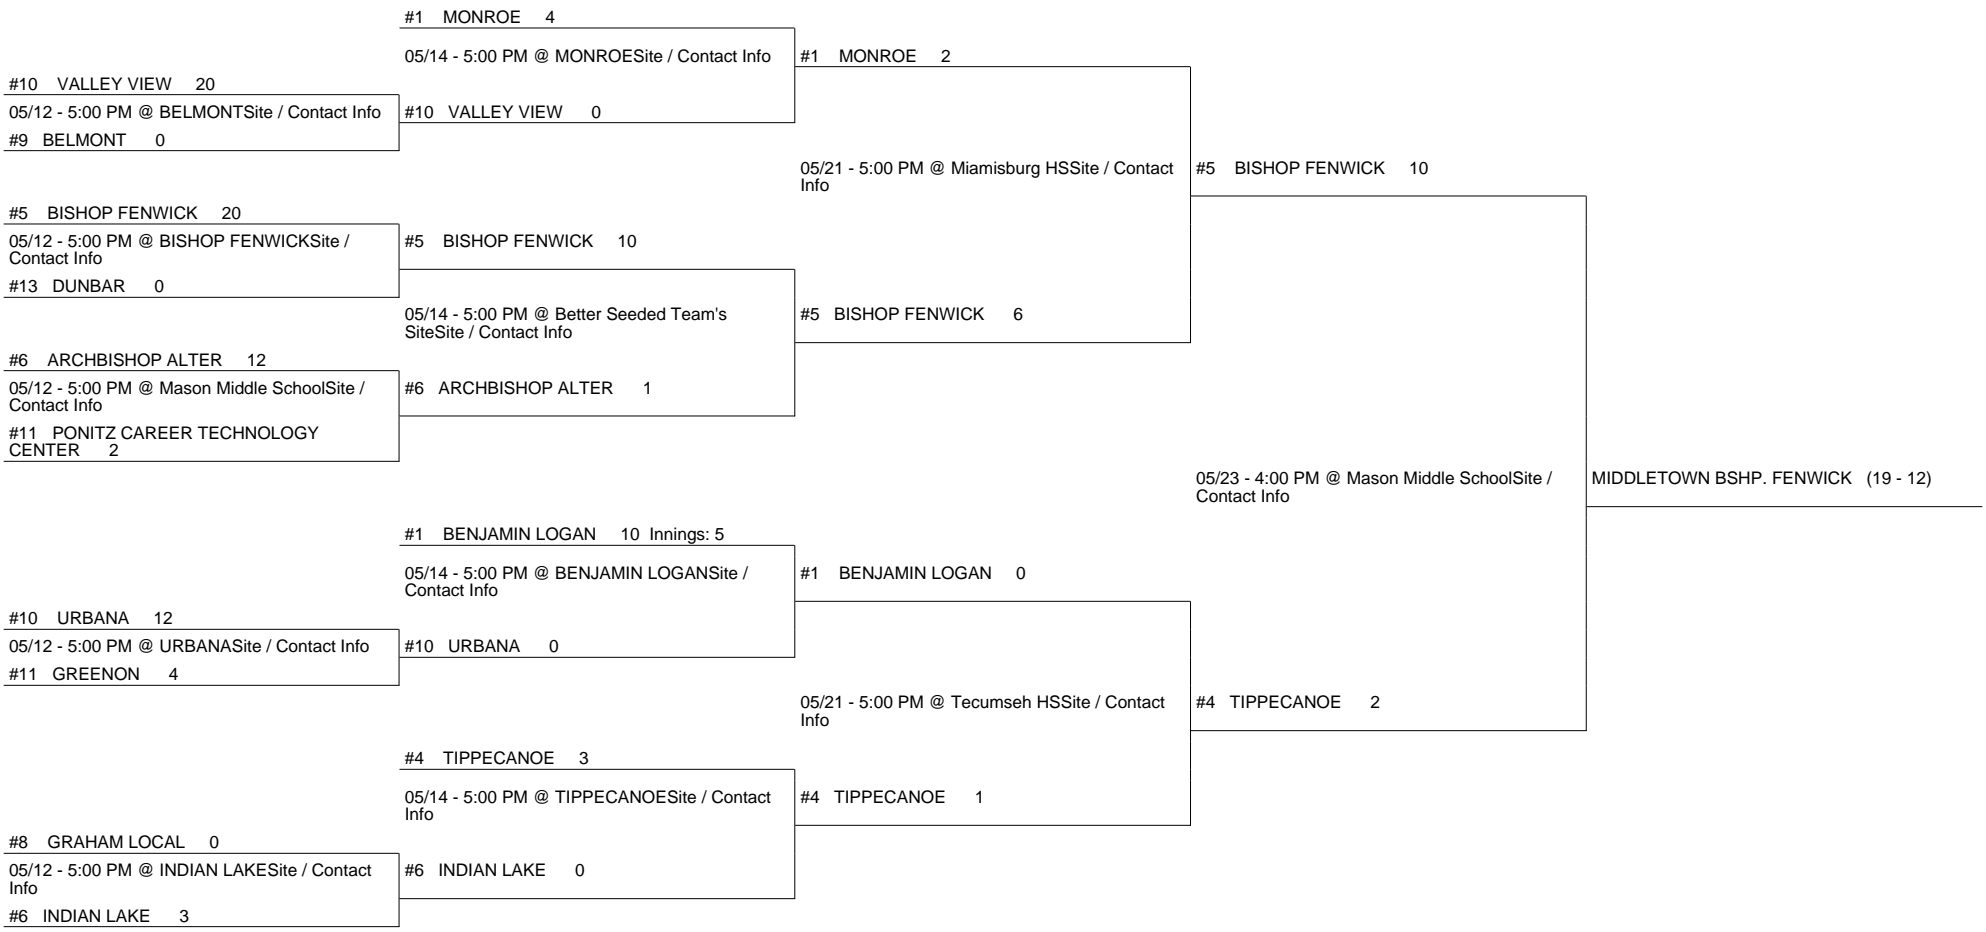 #1 MONROE 4
05/14 - 5:00 PM @ MONROESite / Contact Info
#1 MONROE 2
#10 VALLEY VIEW 20
05/12 - 5:00 PM @ BELMONTSite / Contact Info
#10 VALLEY VIEW 0
#9 BELMONT 0
05/21 - 5:00 PM @ Miamisburg HSSite / Contact
Info
#5 BISHOP FENWICK 10
#5 BISHOP FENWICK 20
05/12 - 5:00 PM @ BISHOP FENWICKSite /
Contact Info
#5 BISHOP FENWICK 10
#13 DUNBAR 0
05/14 - 5:00 PM @ Better Seeded Team's
SiteSite / Contact Info
#5 BISHOP FENWICK 6
#6 ARCHBISHOP ALTER 12
05/12 - 5:00 PM @ Mason Middle SchoolSite /
Contact Info
#6 ARCHBISHOP ALTER 1
#11 PONITZ CAREER TECHNOLOGY
CENTER 2
05/23 - 4:00 PM @ Mason Middle SchoolSite /
Contact Info
MIDDLETOWN BSHP. FENWICK (19 - 12)
#1 BENJAMIN LOGAN 10 Innings: 5
05/14 - 5:00 PM @ BENJAMIN LOGANSite /
Contact Info
#1 BENJAMIN LOGAN 0
#10 URBANA 12
05/12 - 5:00 PM @ URBANASite / Contact Info
#10 URBANA 0
#11 GREENON 4
05/21 - 5:00 PM @ Tecumseh HSSite / Contact
Info
#4 TIPPECANOE 2
#4 TIPPECANOE 3
05/14 - 5:00 PM @ TIPPECANOESite / Contact
Info
#4 TIPPECANOE 1
#8 GRAHAM LOCAL 0
05/12 - 5:00 PM @ INDIAN LAKESite / Contact
Info
#6 INDIAN LAKE 0
#6 INDIAN LAKE 3